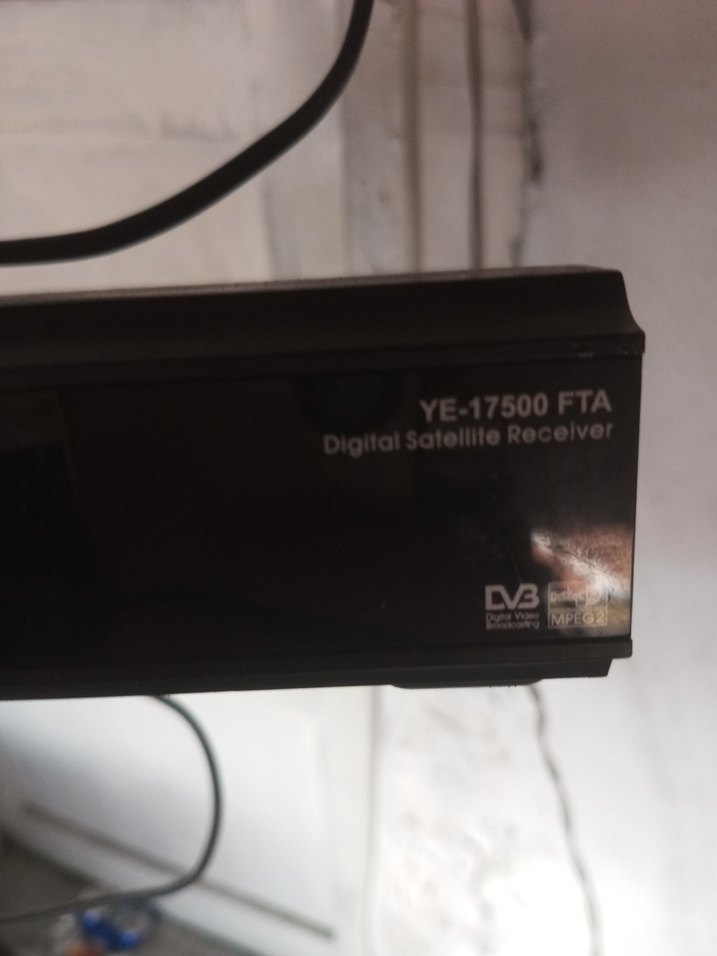 YE-17500 FTA
Digital Satellite Receiver
DVB
Digital Video
Broadcasting
MPEG2